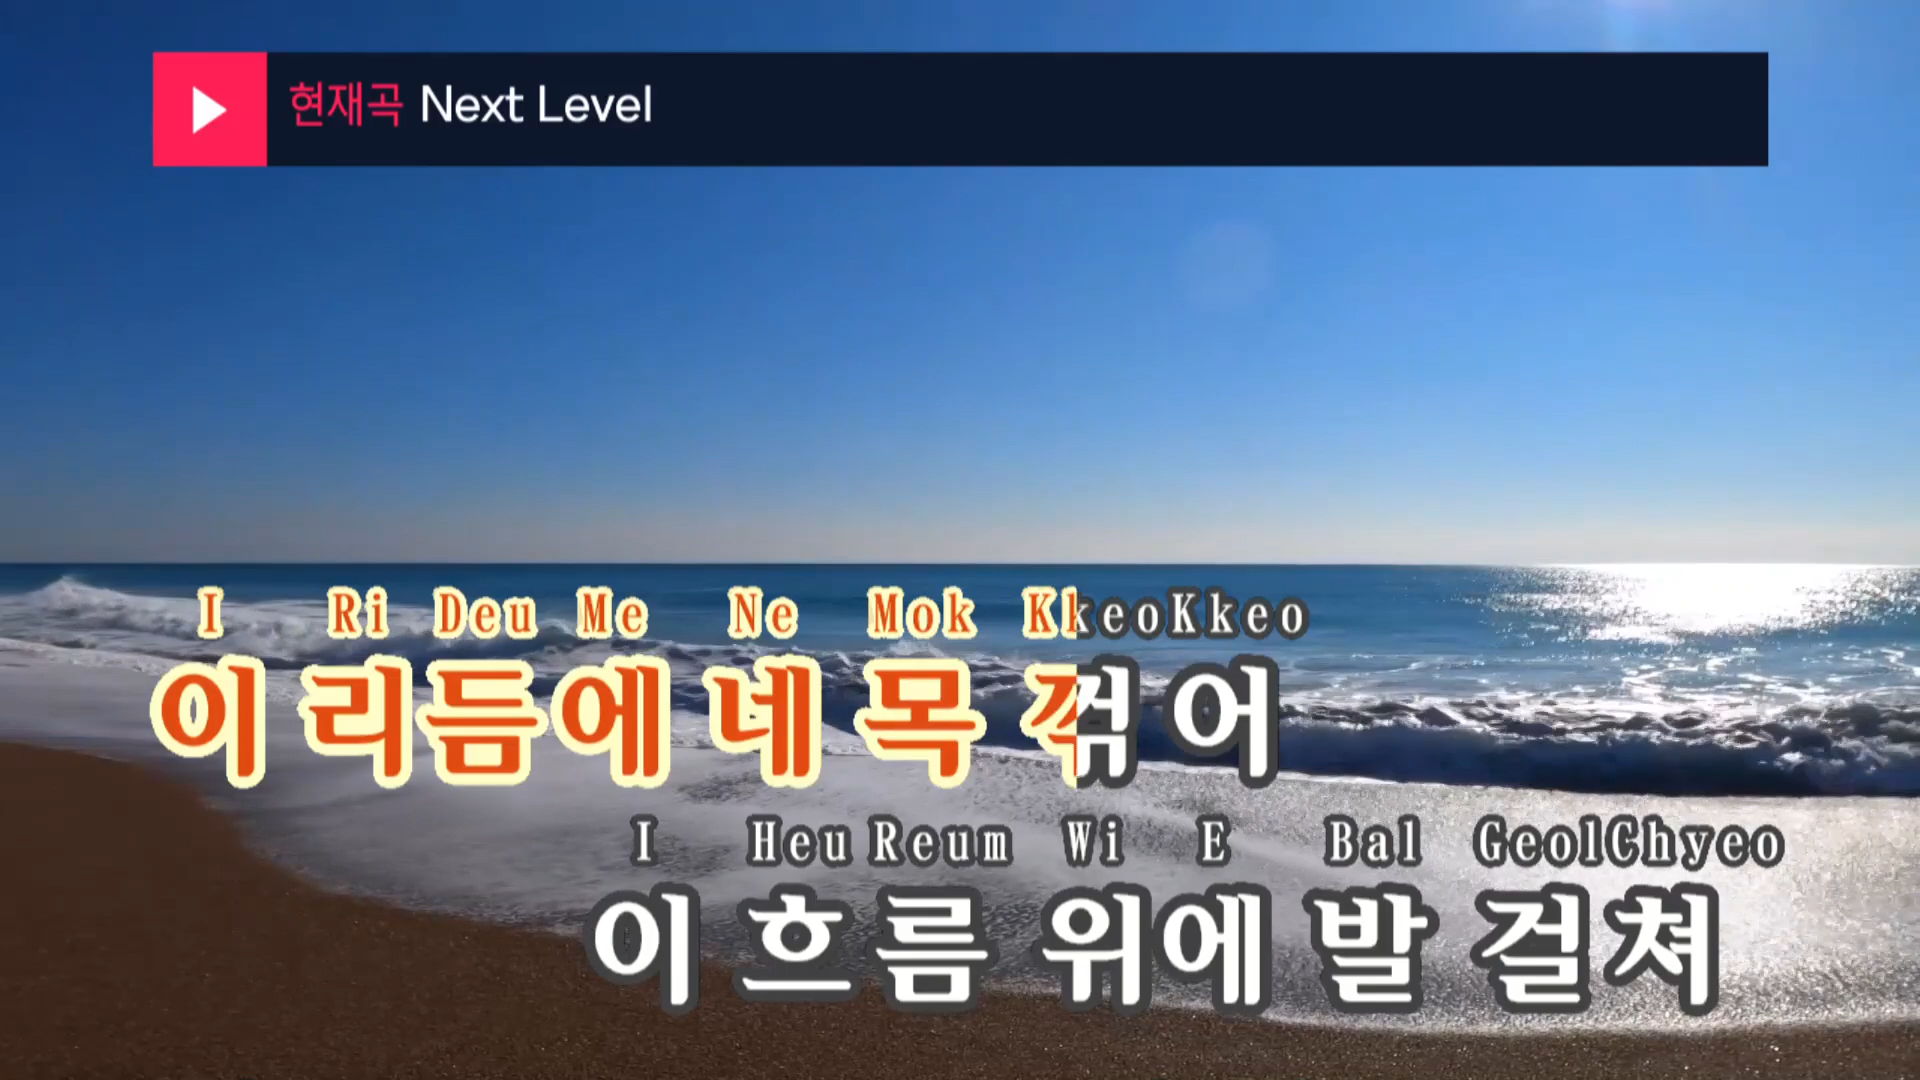 현재곡 Next Level
I Ri Deu Me Ne Mok KkeoKkeo
이 리듬에 네 목 꺾어
I Heu Reum Wi E Bal GeolChyeo
이 흐름 위에 발 걸쳐